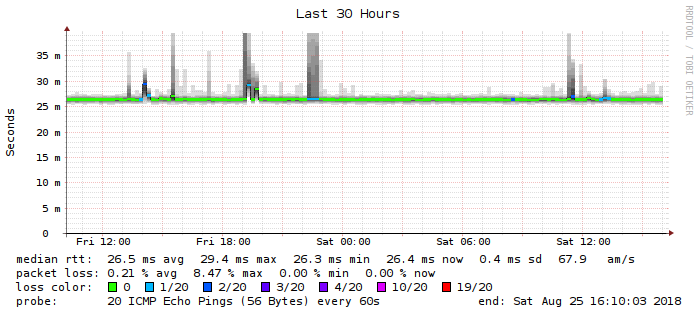 Last 30 Hours
RRDTOOL / TOBI OETIKER
Seconds
35 m
30 m
25 m
20 m
15 m
10 m
5 m
0
Fri 12:00 Fri 18:00 Sat 00:00 Sat 06:00 Sat 12:00
median rtt: 26.5 ms avg 29.4 ms max 26.3 ms min 26.4 ms now 0.4 ms sd 67.9 am/s
packet loss: 0.21 % avg 8.47 % max 0.00 % min 0.00 % now
loss color: 0 1/20 2/20 3/20 4/20 10/20 19/20
probe: 20 ICMP Echo Pings (56 Bytes) every 60s end: Sat Aug 25 16:10:03 2018